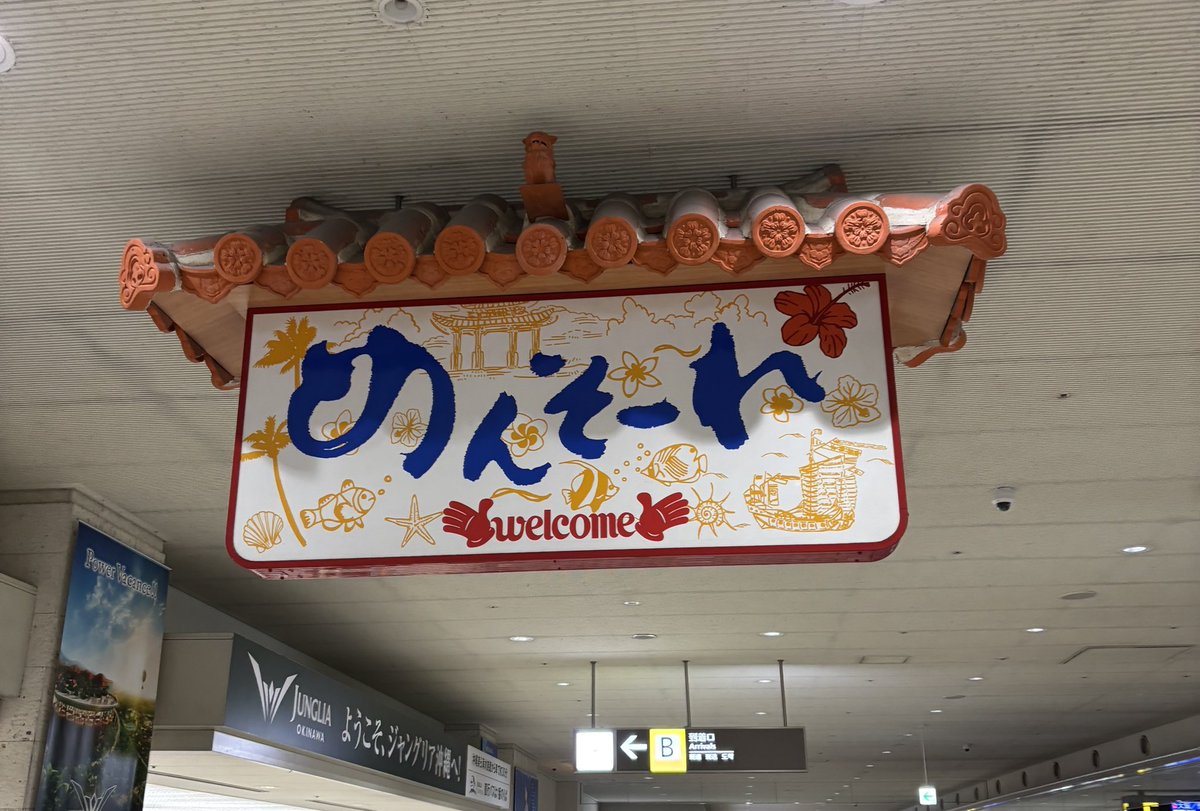 めんそーれ
welcome
Power Vacance!!
JUNGLIA
OKINAWA
ようこそ、ジャングリア沖縄へ!
B
到着口
Arrivals